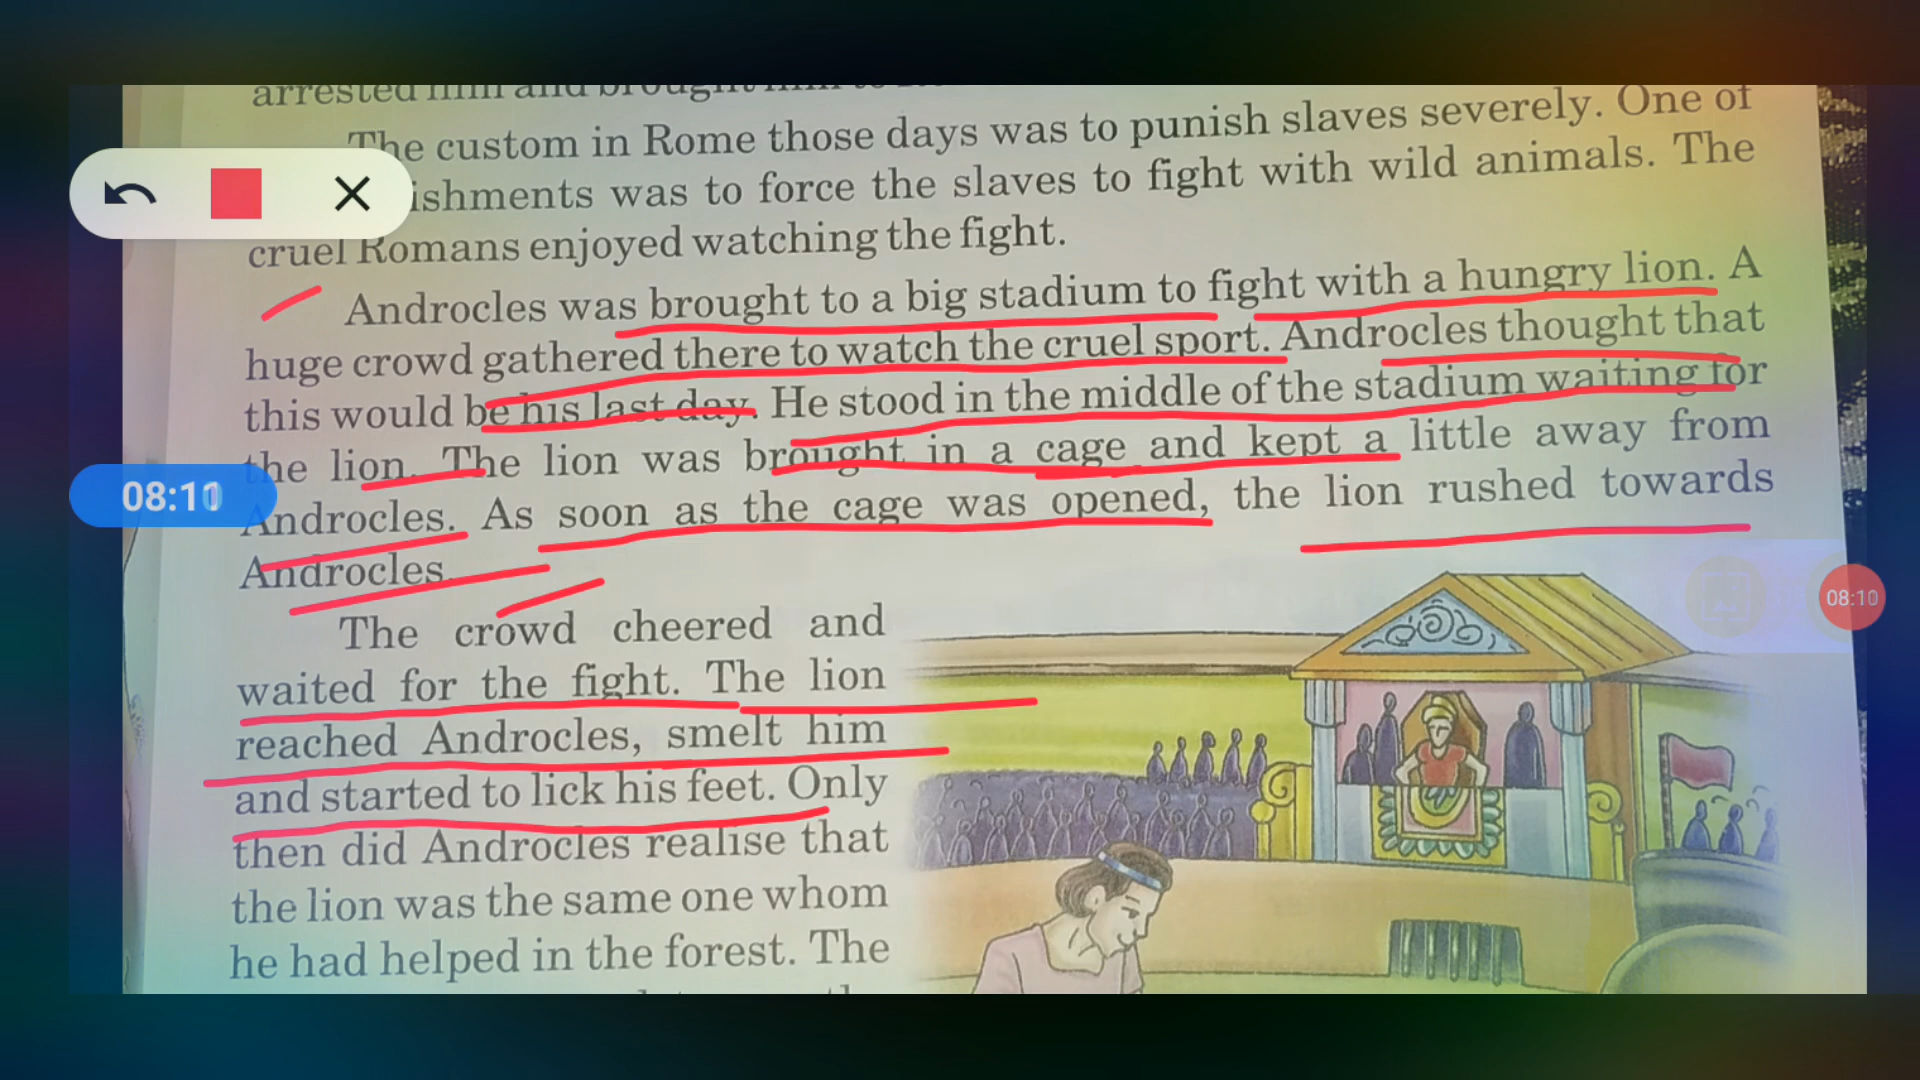 arrested him and brought him to
The custom in Rome those days was to punish slaves severely. One of
ishments was to force the slaves to fight with wild animals. The
cruel Romans enjoyed watching the fight.
Androcles was brought to a big stadium to fight with a hungry lion. A
huge crowd gathered there to watch the cruel sport. Androcles thought that
this would be his last day. He stood in the middle of the stadium waiting for
the lion. The lion was brought in a cage and kept a little away from
08:10
Androcles. As soon as the cage was opened, the lion rushed towards
Androcles.
08:10
The crowd cheered and
waited for the fight. The lion
reached Androcles, smelt him
and started to lick his feet. Only
then did Androcles realise that
the lion was the same one whom
he had helped in the forest. The